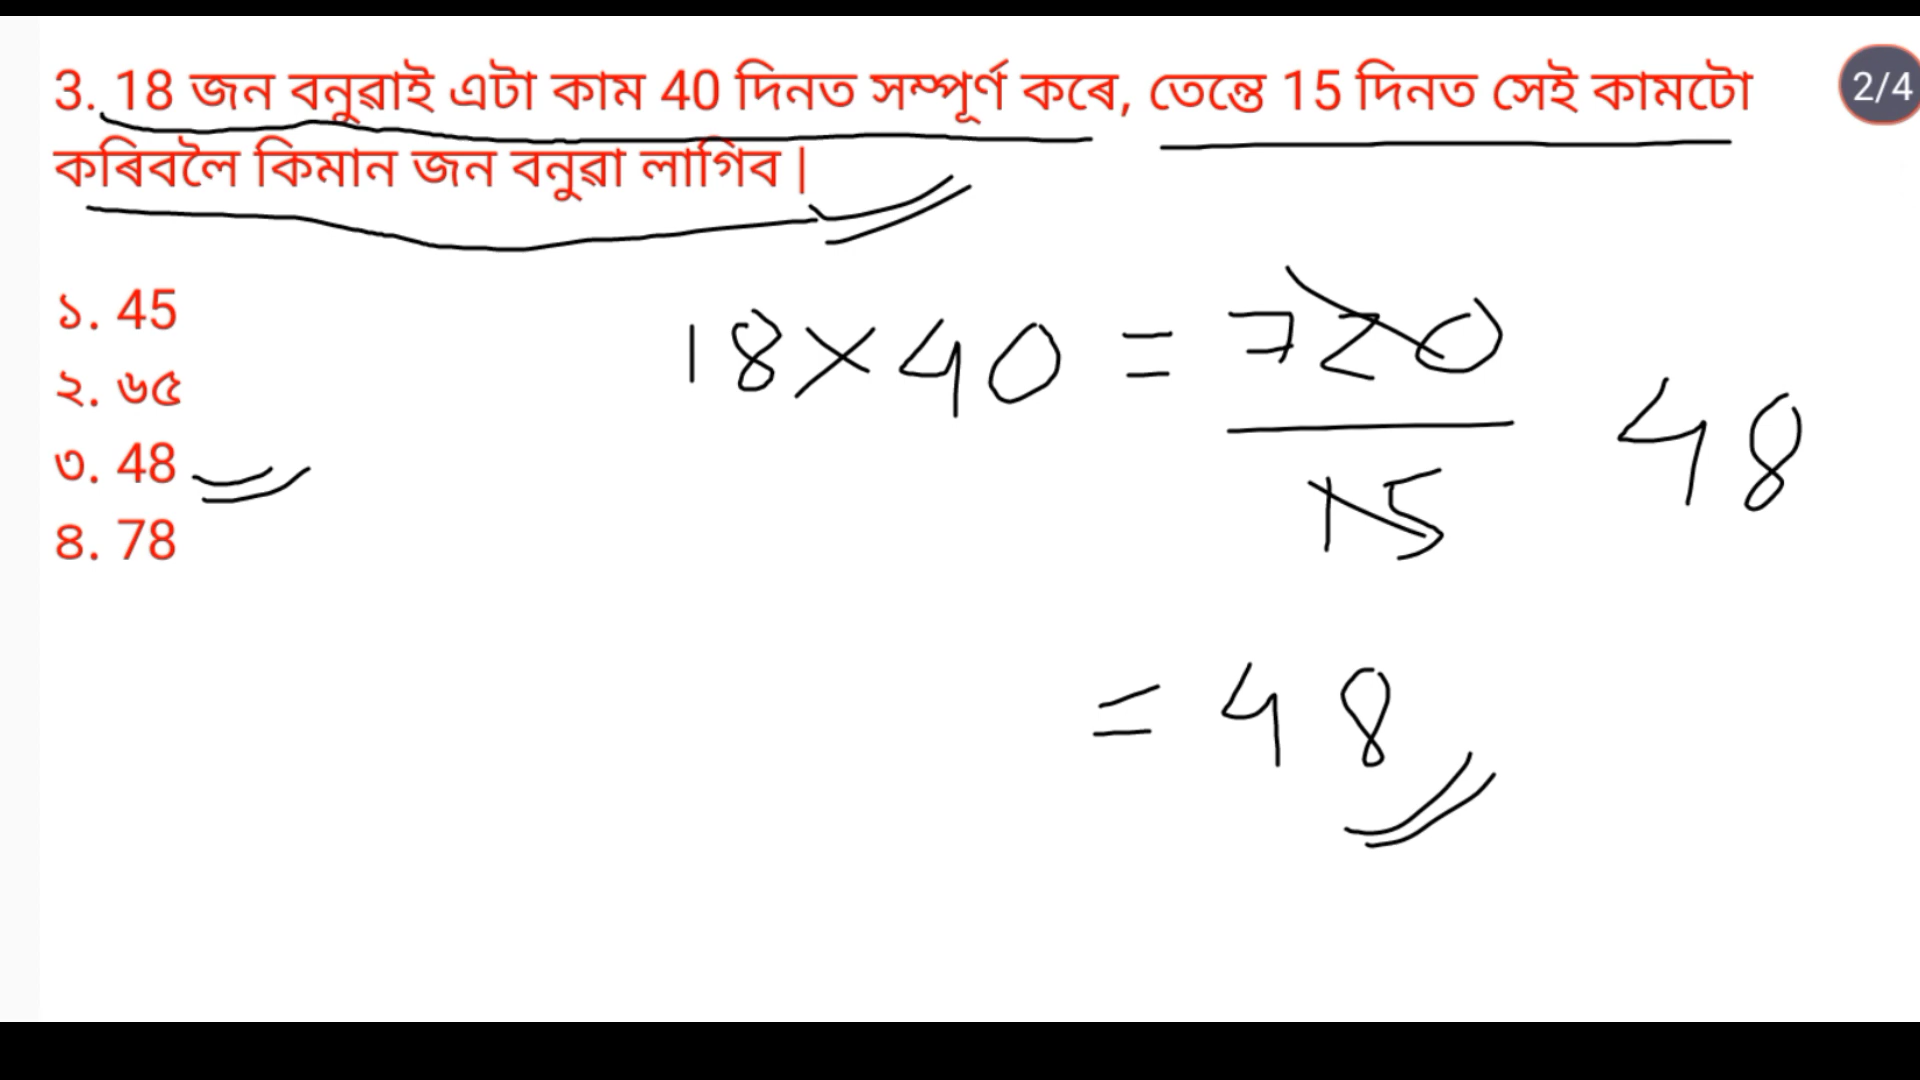 3. 18 জন বনুৱাই এটা কাম 40 দিনত সম্পূৰ্ণ কৰে, তেন্তে 15 দিনত সেই কামটো
2/4
কৰিবলৈ কিমান জন বনুৱা লাগিব |
১. 45
২. ৬৫
৩. 48
৪. 78
18 × 40 = 720
15
48
= 48